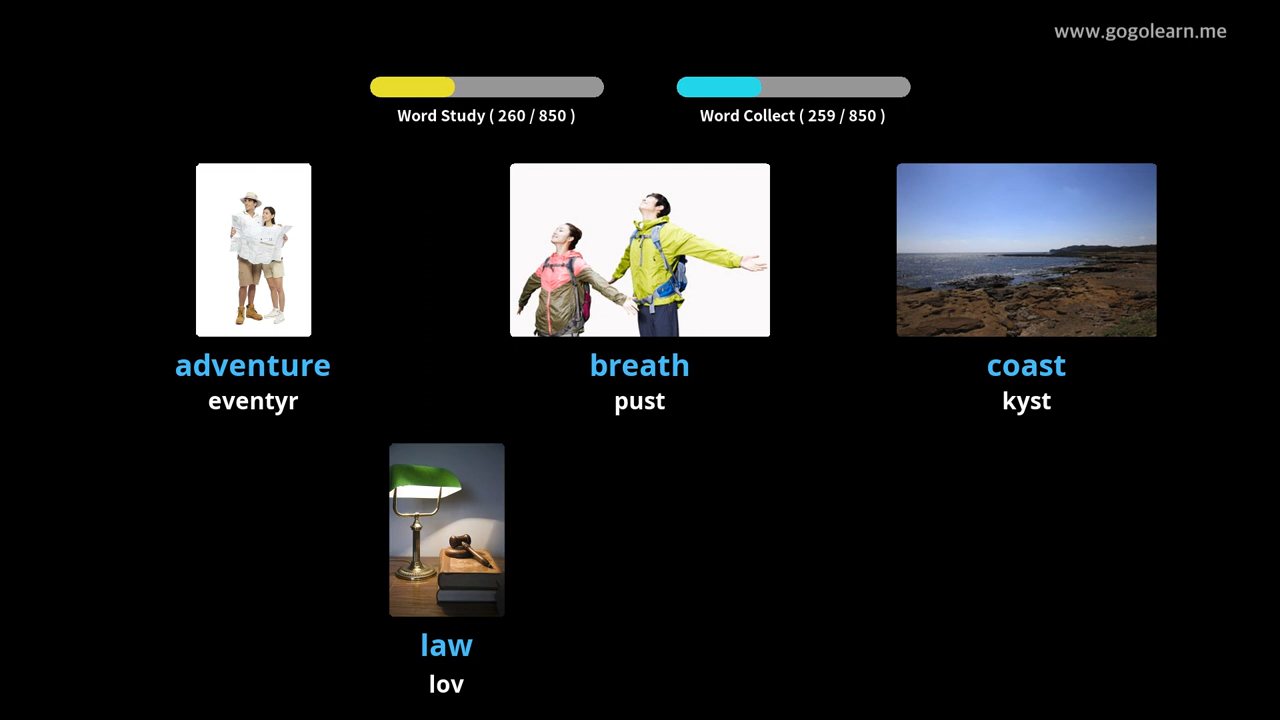 www.gogolearn.me
Word Study ( 260 / 850 )
Word Collect ( 259 / 850 )
adventure
eventyr
breath
pust
coast
kyst
law
lov